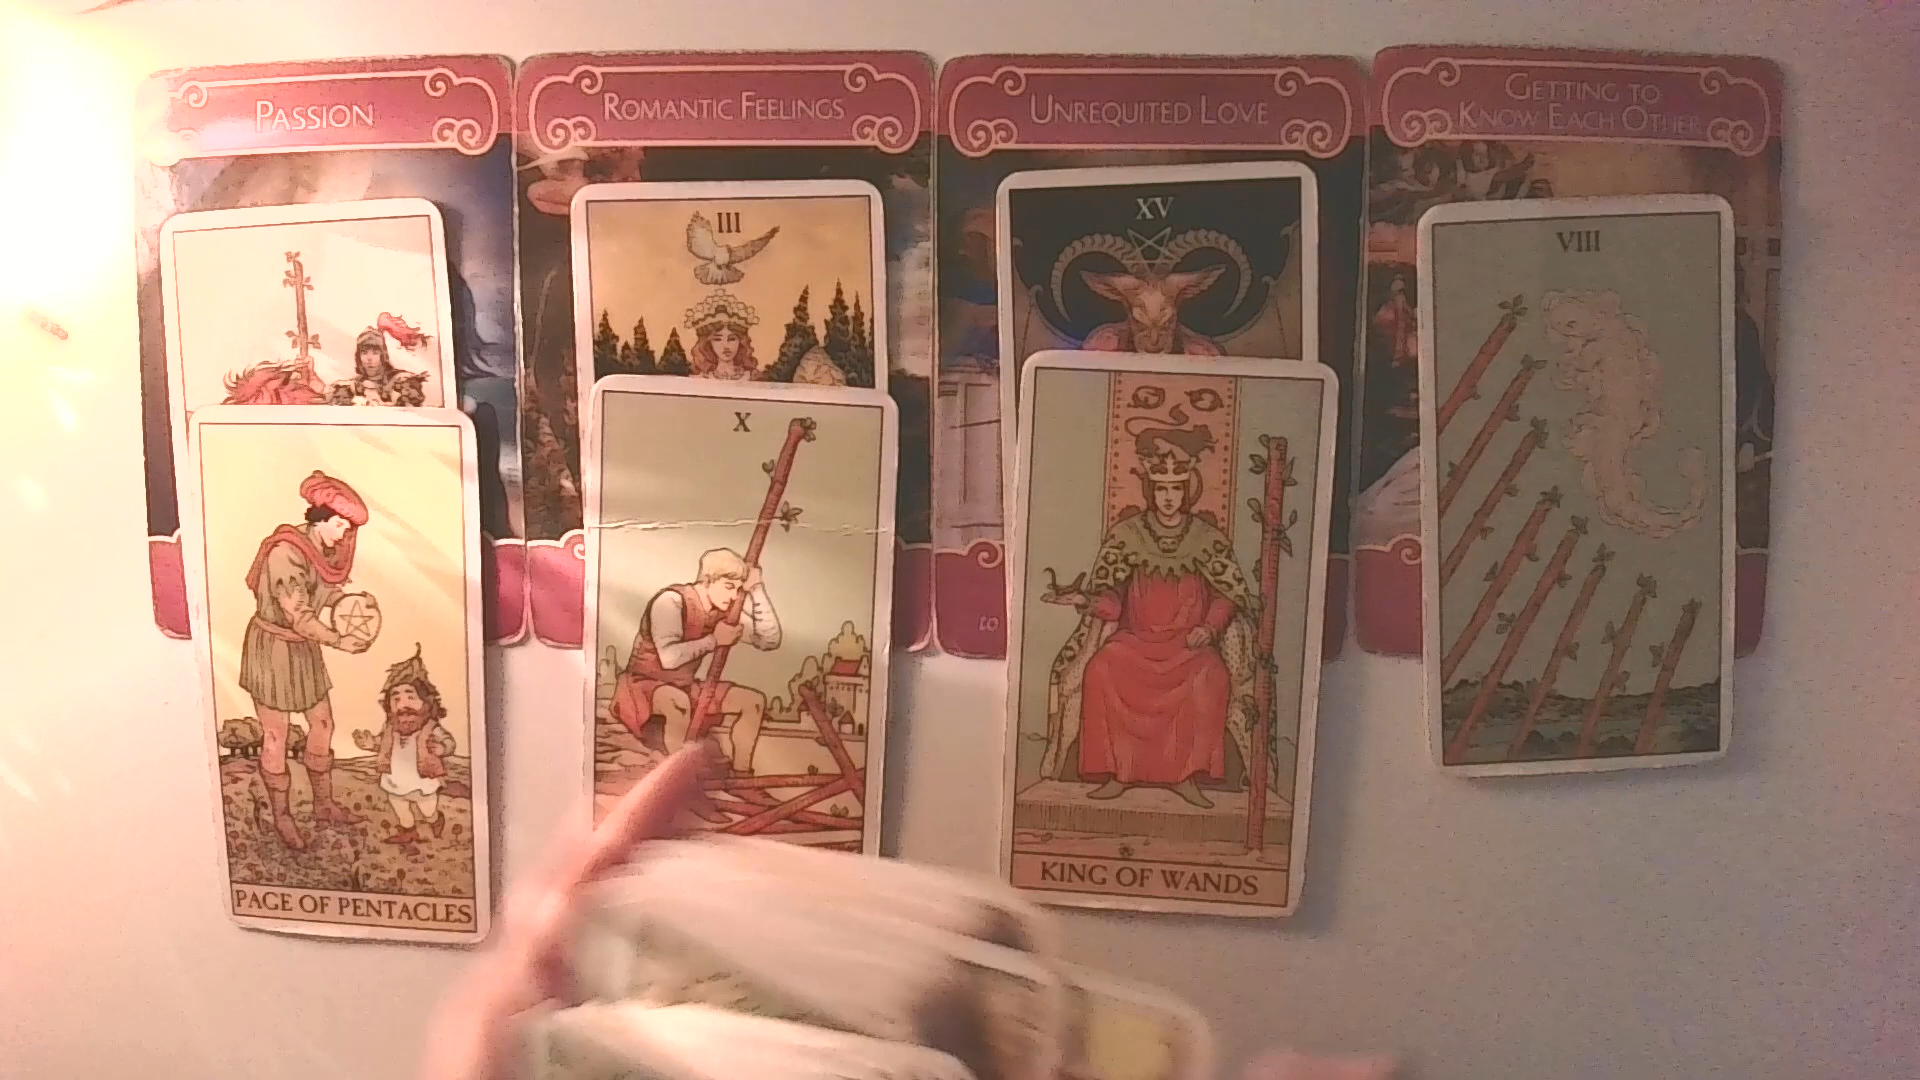 PASSION
ROMANTIC FEELINGS
UNREQUITED LOVE
GETTING TO
KNOW EACH OTHER
III
XV
VIII
X
to
PAGE OF PENTACLES
KING OF WANDS